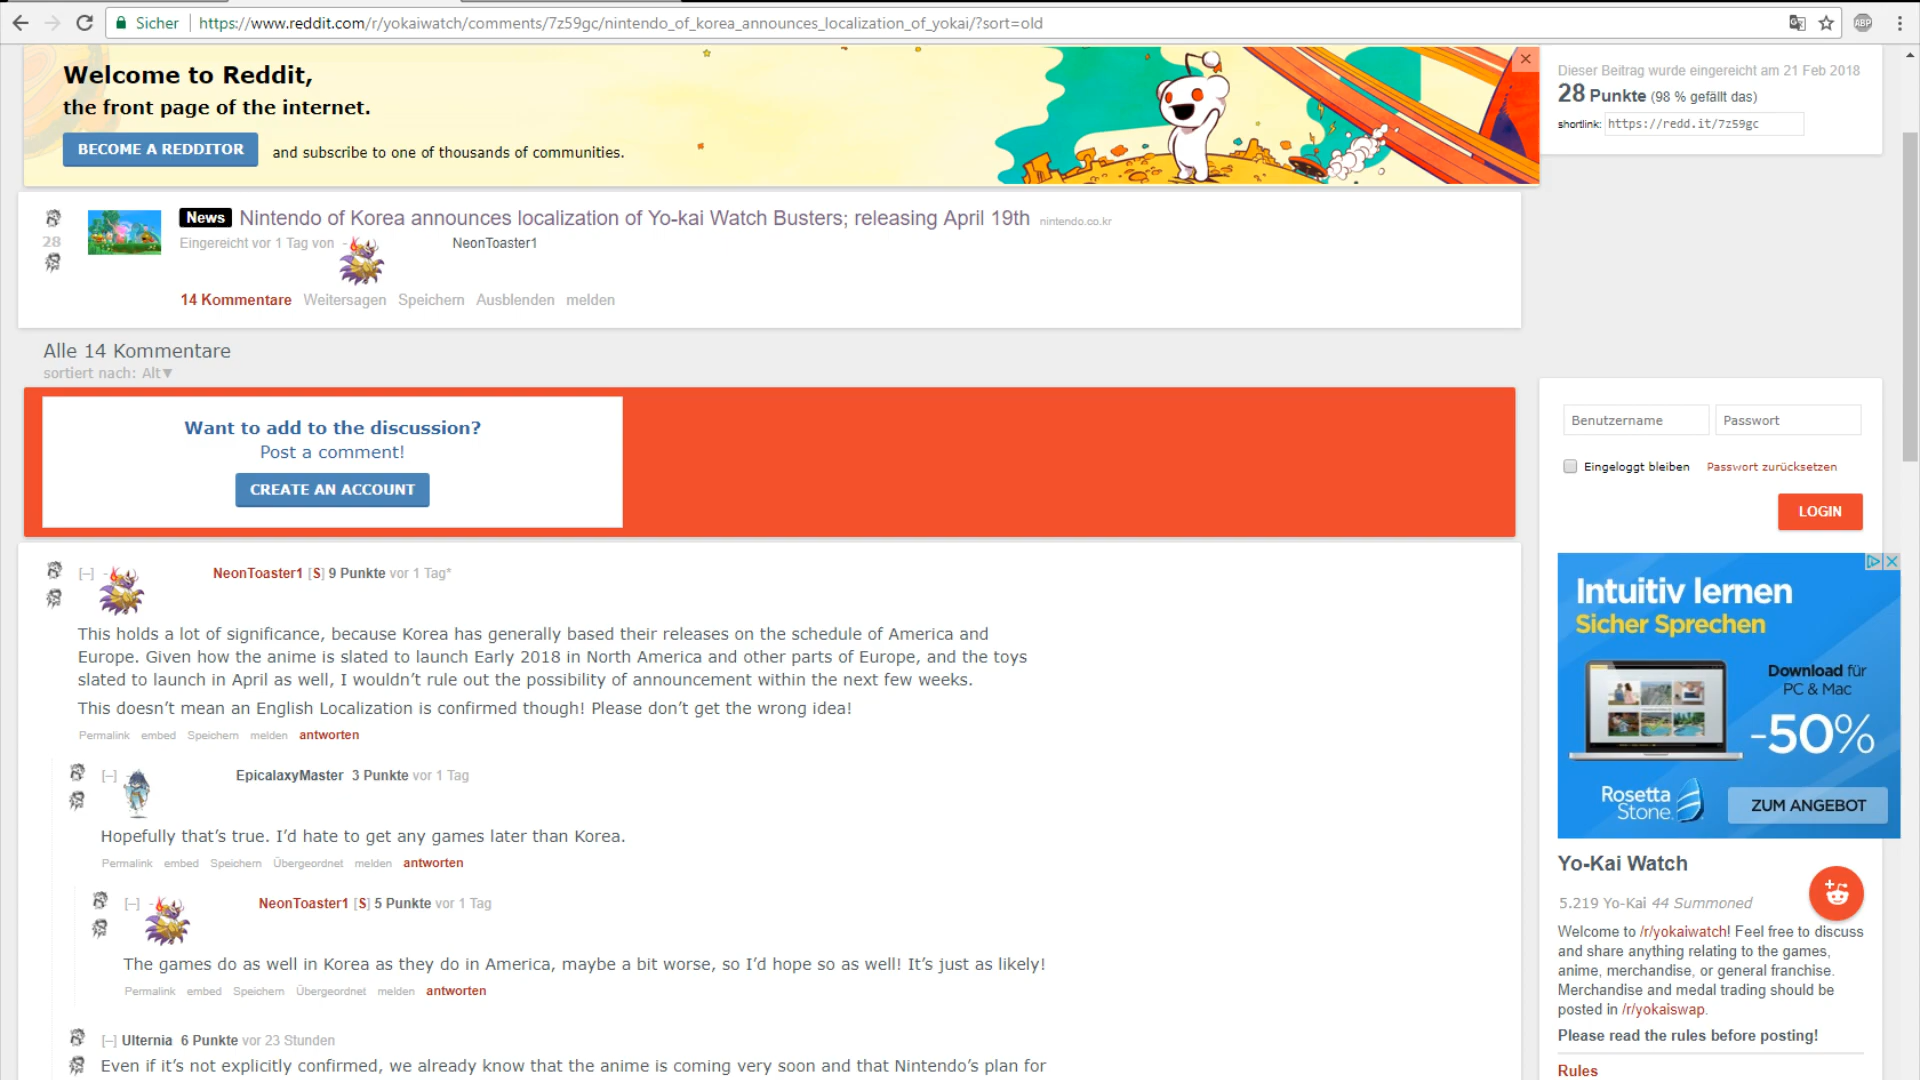 Sicher | https://www.reddit.com/r/yokaiwatch/comments/7z59gc/nintendo_of_korea_announces_localization_of_yokai/?sort=old
ABP
Welcome to Reddit,
the front page of the internet.
BECOME A REDDITOR and subscribe to one of thousands of communities.
Dieser Beitrag wurde eingereicht am 21 Feb 2018
28 Punkte (98 % gefällt das)
shortlink: https://redd.it/7z59gc
28
News Nintendo of Korea announces localization of Yo-kai Watch Busters; releasing April 19th nintendo.co.kr
Eingereicht vor 1 Tag von - NeonToaster1
14 Kommentare Weitersagen Speichern Ausblenden melden
Alle 14 Kommentare
sortiert nach: Alt▼
Want to add to the discussion?
Post a comment!
CREATE AN ACCOUNT
[–] - NeonToaster1 [S] 9 Punkte vor 1 Tag*
This holds a lot of significance, because Korea has generally based their releases on the schedule of America and
Europe. Given how the anime is slated to launch Early 2018 in North America and other parts of Europe, and the toys
slated to launch in April as well, I wouldn’t rule out the possibility of announcement within the next few weeks.
This doesn’t mean an English Localization is confirmed though! Please don’t get the wrong idea!
Permalink embed Speichern melden antworten
[–] - EpicalaxyMaster 3 Punkte vor 1 Tag
Hopefully that’s true. I’d hate to get any games later than Korea.
Permalink embed Speichern Übergeordnet melden antworten
[–] - NeonToaster1 [S] 5 Punkte vor 1 Tag
The games do as well in Korea as they do in America, maybe a bit worse, so I’d hope so as well! It’s just as likely!
Permalink embed Speichern Übergeordnet melden antworten
[–] Ulternia 6 Punkte vor 23 Stunden
Even if it’s not explicitly confirmed, we already know that the anime is coming very soon and that Nintendo’s plan for
Benutzername Passwort
Eingeloggt bleiben Passwort zurücksetzen
LOGIN
Intuitiv lernen
Sicher Sprechen
Download für
PC & Mac
-50%
Rosetta
Stone.
ZUM ANGEBOT
Yo-Kai Watch
5.219 Yo-Kai 44 Summoned
Welcome to /r/yokaiwatch! Feel free to discuss
and share anything relating to the games,
anime, merchandise, or general franchise.
Merchandise and medal trading should be
posted in /r/yokaiswap.
Please read the rules before posting!
Rules